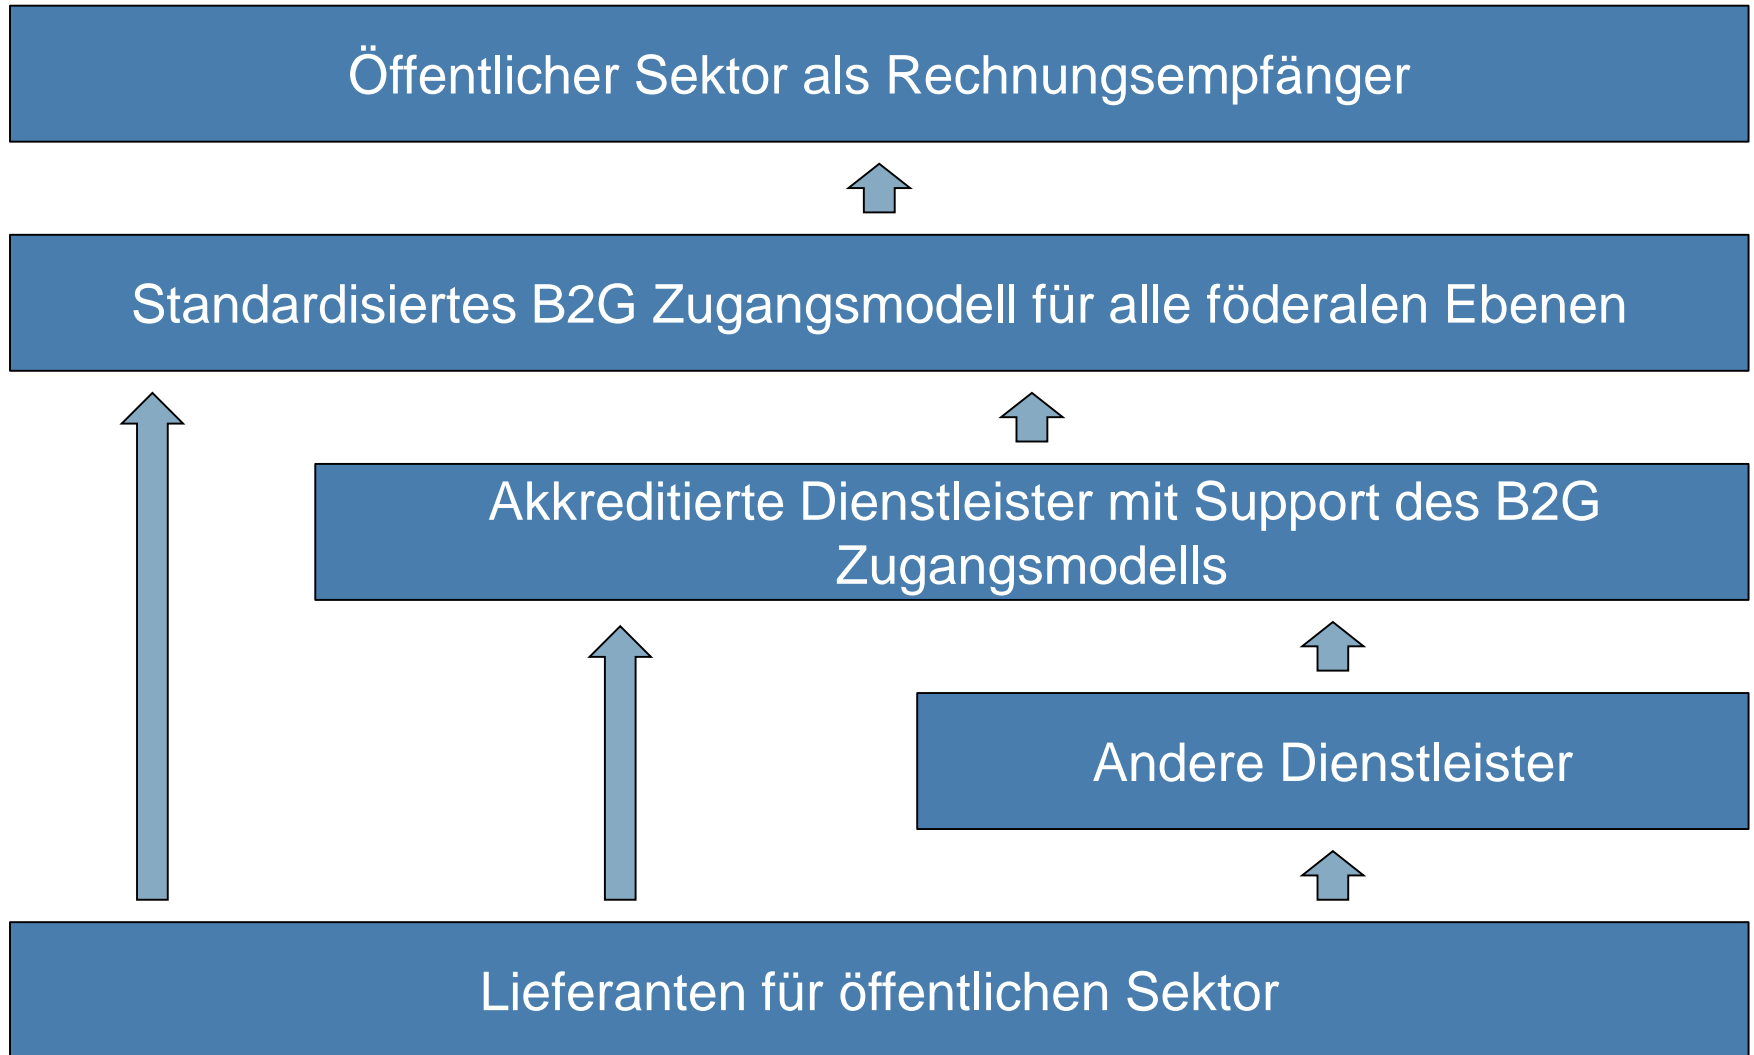 Öffentlicher Sektor als Rechnungsempfänger
Standardisiertes B2G Zugangsmodell für alle föderalen Ebenen
Akkreditierte Dienstleister mit Support des B2G
Zugangsmodells
Andere Dienstleister
Lieferanten für öffentlichen Sektor